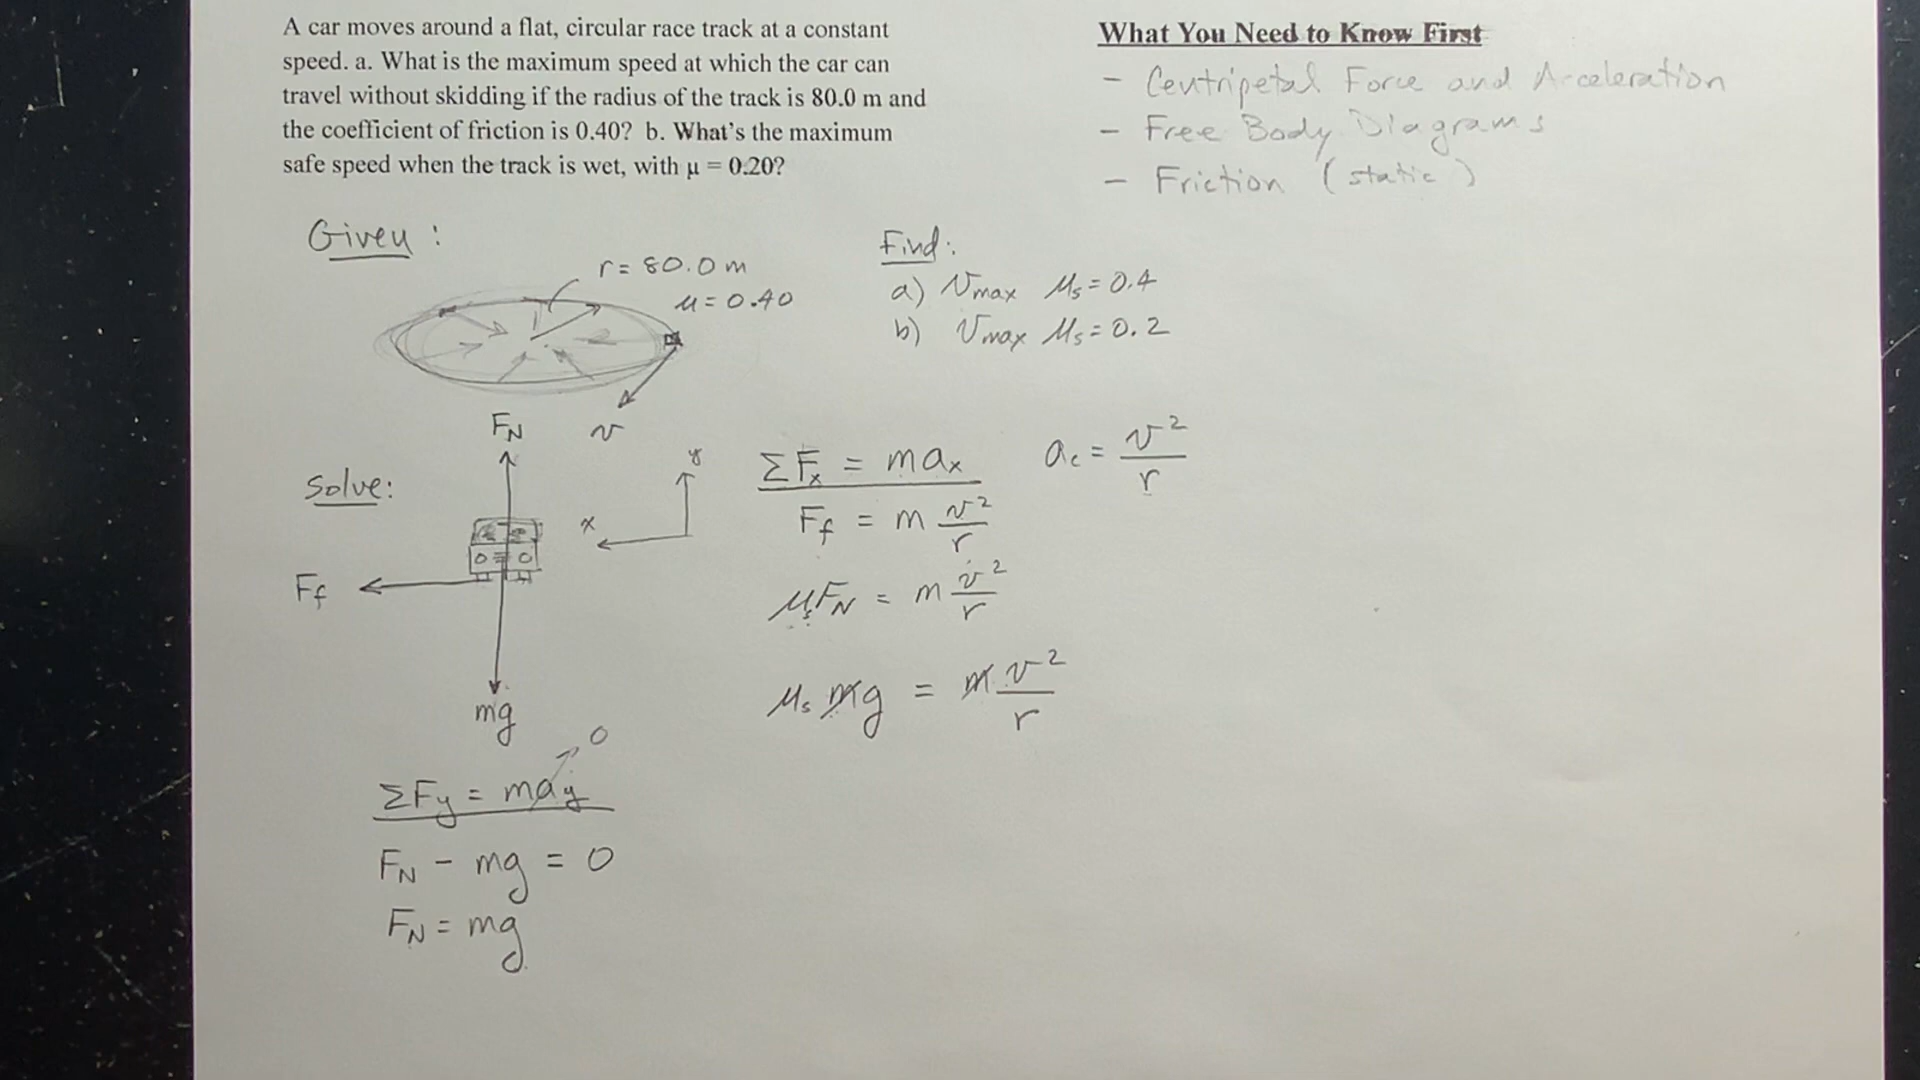 A car moves around a flat, circular race track at a constant
speed. a. What is the maximum speed at which the car can
travel without skidding if the radius of the track is 80.0 m and
the coefficient of friction is 0.40? b. What's the maximum
safe speed when the track is wet, with μ = 0.20?
What You Need to Know First
- Centripetal Force and Acceleration
- Free Body Diagrams
- Friction (static)
Given:
r = 80.0 m
μ = 0.40
v
Find:
a) vmax μs = 0.4
b) vmax μs = 0.2
Solve:
FN
Ff
mg
x
y
ΣFy = may 0
FN - mg = 0
FN = mg
ΣFx = max
Ff = m v²/r
μsFN = m v²/r
μs mg = m v²/r
ac = v²/r